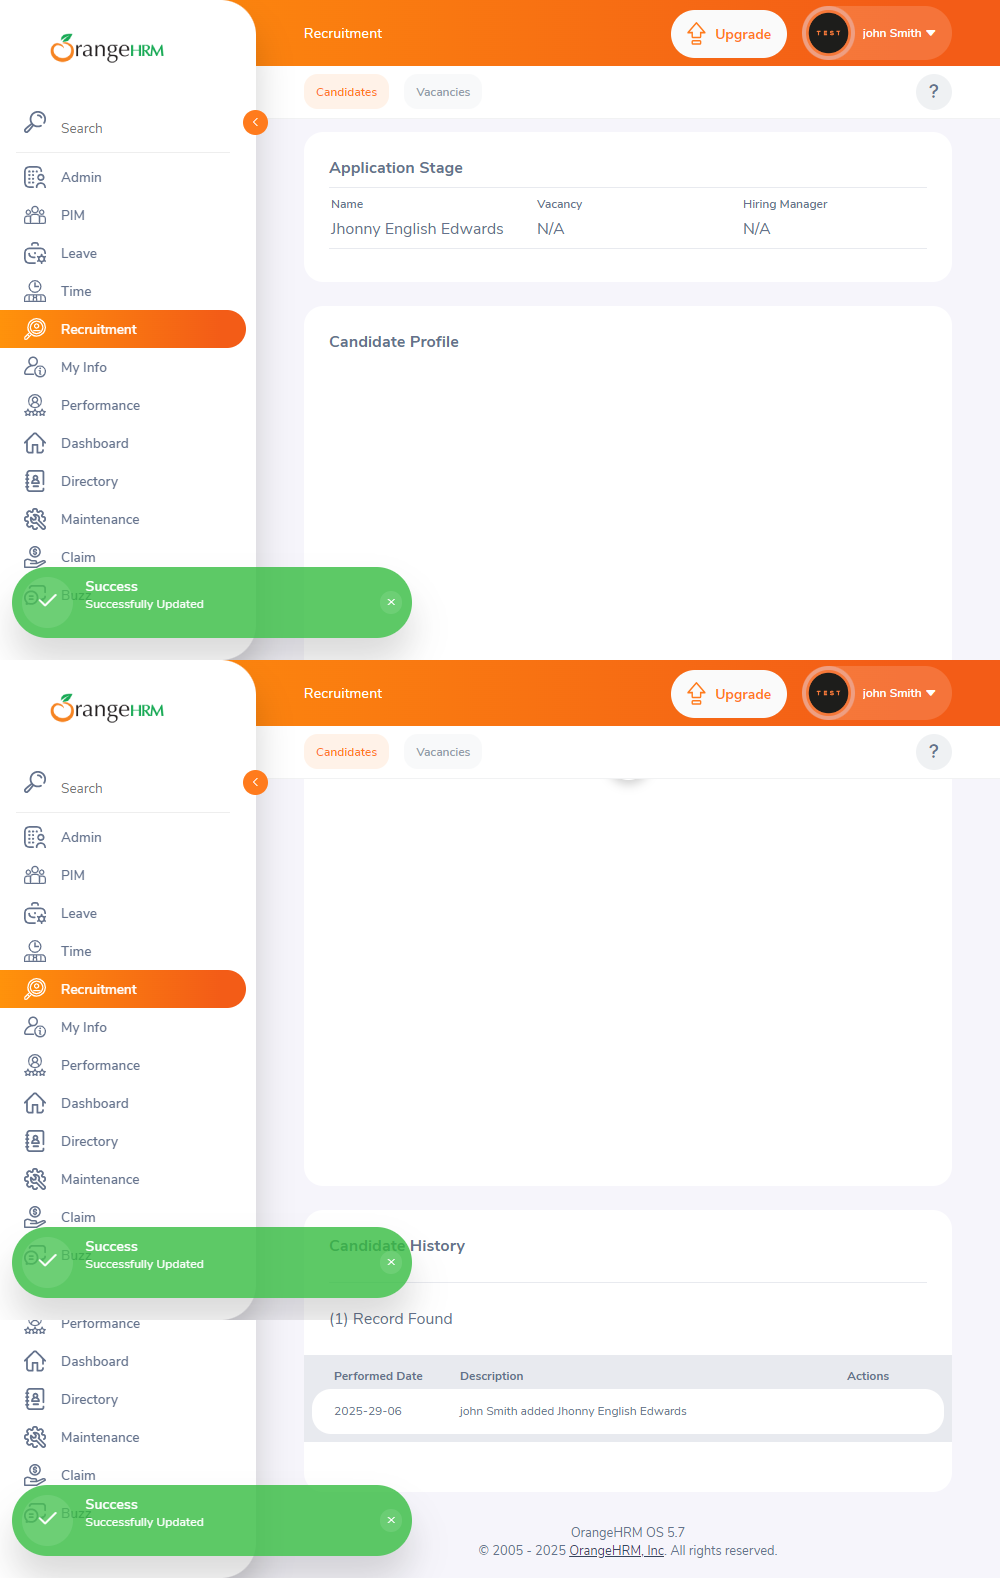 OrangeHRM
Recruitment
Upgrade
TEST
john Smith
Candidates
Vacancies
?
Search
Admin
PIM
Leave
Time
Recruitment
My Info
Performance
Dashboard
Directory
Maintenance
Claim
Buzz
Application Stage
Name
Vacancy
Hiring Manager
Jhonny English Edwards
N/A
N/A
Candidate Profile
Success
Successfully Updated
OrangeHRM
Recruitment
Upgrade
TEST
john Smith
Candidates
Vacancies
?
Search
Admin
PIM
Leave
Time
Recruitment
My Info
Performance
Dashboard
Directory
Maintenance
Claim
Buzz
Success
Successfully Updated
Candidate History
(1) Record Found
Performed Date
Description
Actions
2025-29-06
john Smith added Jhonny English Edwards
Performance
Dashboard
Directory
Maintenance
Claim
Buzz
Success
Successfully Updated
OrangeHRM OS 5.7
© 2005 - 2025 OrangeHRM, Inc. All rights reserved.